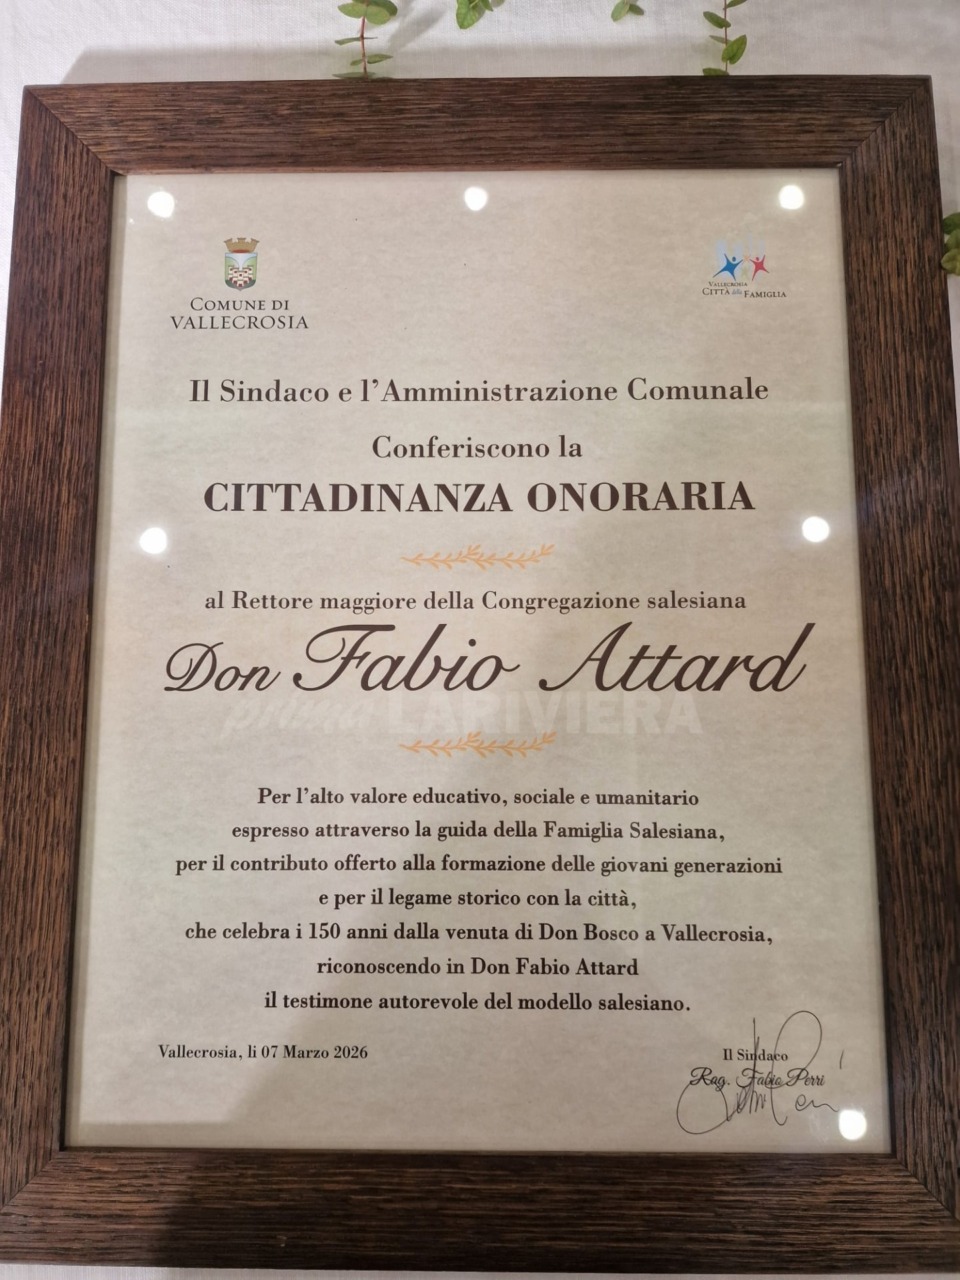 COMUNE DI
VALLECROSIA
VALLECROSIA
CITTÀ della FAMIGLIA
Il Sindaco e l'Amministrazione Comunale
Conferiscono la
CITTADINANZA ONORARIA
al Rettore maggiore della Congregazione salesiana
Don Fabio Attard
prima LARIVIERA
Per l'alto valore educativo, sociale e umanitario
espresso attraverso la guida della Famiglia Salesiana,
per il contributo offerto alla formazione delle giovani generazioni
e per il legame storico con la città,
che celebra i 150 anni dalla venuta di Don Bosco a Vallecrosia,
riconoscendo in Don Fabio Attard
il testimone autorevole del modello salesiano.
Vallecrosia, li 07 Marzo 2026
Il Sindaco
Rag. Fabio Perri